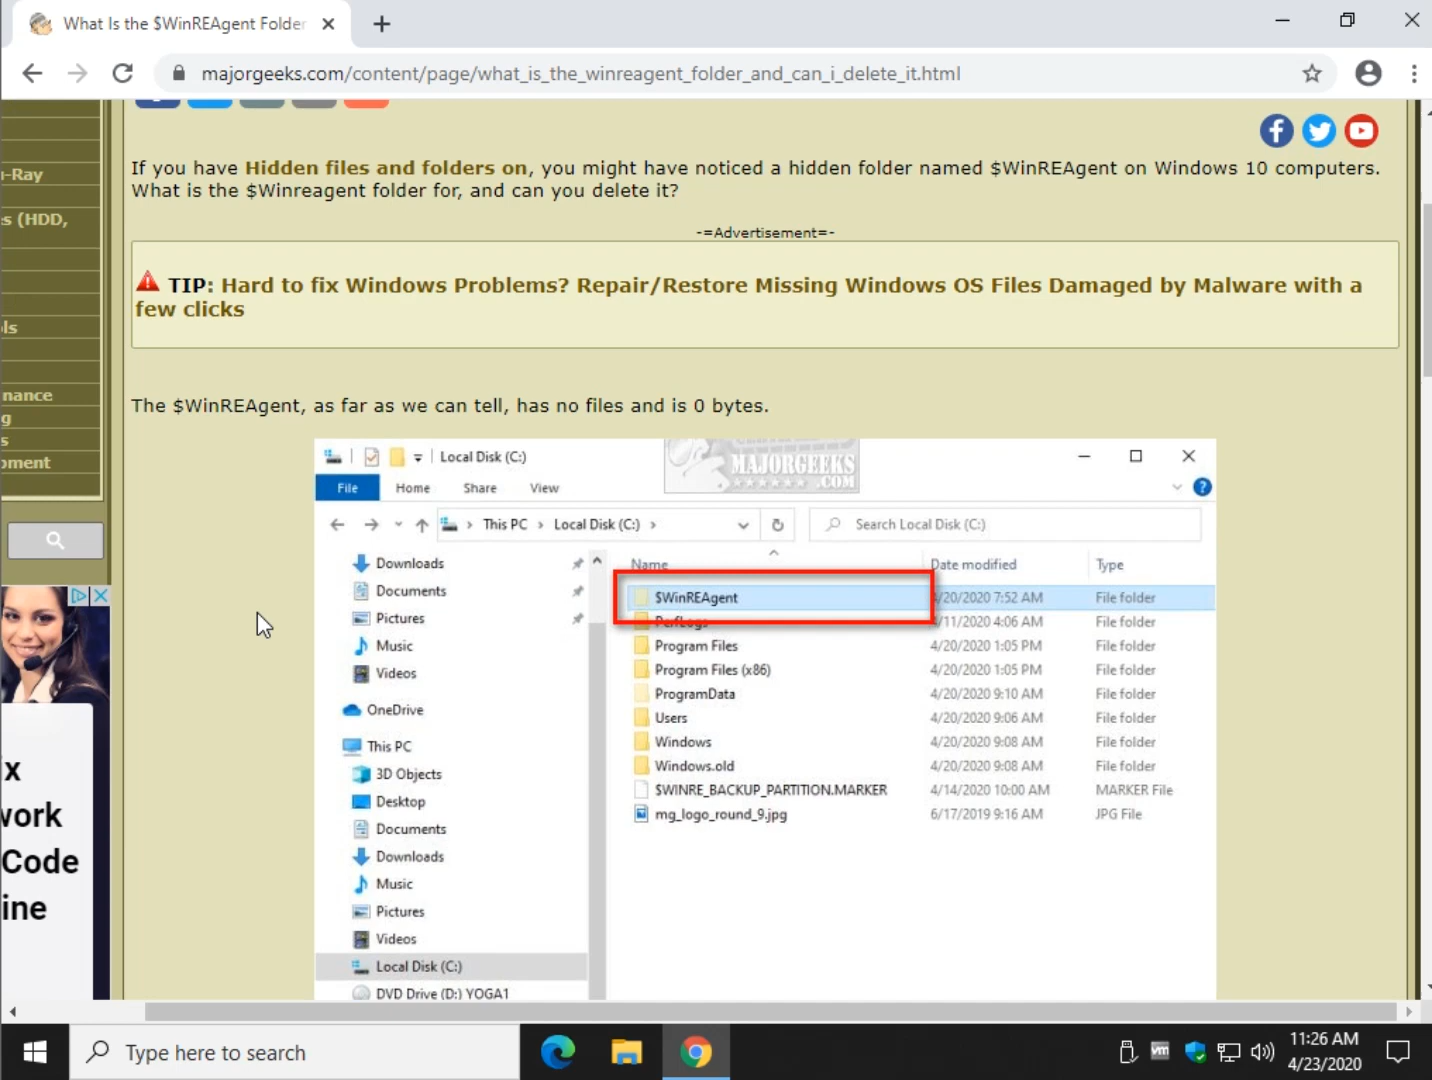 What Is the $WinREAgent Folder
majorgeeks.com/content/page/what_is_the_winreagent_folder_and_can_i_delete_it.html
-Ray
s (HDD,
ls
nance
g
s
pment
If you have Hidden files and folders on, you might have noticed a hidden folder named $WinREAgent on Windows 10 computers.
What is the $Winreagent folder for, and can you delete it?
-=Advertisement=-
TIP: Hard to fix Windows Problems? Repair/Restore Missing Windows OS Files Damaged by Malware with a
few clicks
The $WinREAgent, as far as we can tell, has no files and is 0 bytes.
Local Disk (C:)
MAJORGEEKS
.COM
File Home Share View
This PC > Local Disk (C:) >
Search Local Disk (C:)
Downloads
Documents
Pictures
Music
Videos
OneDrive
This PC
3D Objects
Desktop
Documents
Downloads
Music
Pictures
Videos
Local Disk (C:)
DVD Drive (D:) YOGA1
Name Date modified Type
$WinREAgent 4/20/2020 7:52 AM File folder
PerfLogs /11/2020 4:06 AM File folder
Program Files 4/20/2020 1:05 PM File folder
Program Files (x86) 4/20/2020 1:05 PM File folder
ProgramData 4/20/2020 9:10 AM File folder
Users 4/20/2020 9:06 AM File folder
Windows 4/20/2020 9:08 AM File folder
Windows.old 4/20/2020 9:08 AM File folder
$WINRE_BACKUP_PARTITION.MARKER 4/14/2020 10:00 AM MARKER File
mg_logo_round_9.jpg 6/17/2019 9:16 AM JPG File
x
work
Code
ine
Type here to search
vm
11:26 AM
4/23/2020